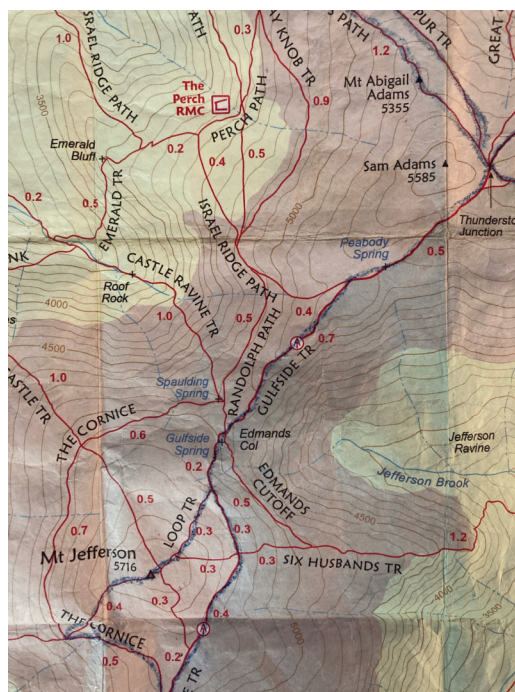 1.0
ISRAEL RIDGE PATH
PATH
0.3
AY KNOB TR
S PATH
PUR TR
GREAT
1.2
Mt Abigail
Adams
5355
3500
The
Perch
RMC
PERCH PATH
0.9
Emerald
Bluff
0.2
0.4
0.5
Sam Adams
5585
0.2
0.5
EMERALD TR
5000
ISRAEL RIDGE PATH
Thunderst
Junction
Peabody
Spring
0.5
NK
CASTLE RAVINE TR
Roof
Rock
4000
1.0
0.5
0.4
0.7
RANDOLPH PATH
GULFSIDE TR
4500
1.0
CASTLE TR
Spaulding
Spring
THE CORNICE
0.6
Gulfside
Spring
Edmands
Col
Jefferson
Ravine
Jefferson Brook
0.2
EDMANDS
CUTOFF
0.5
0.5
LOOP TR
4500
0.7
0.3
0.3
1.2
Mt Jefferson
5716
0.3
0.3
SIX HUSBANDS TR
0.3
4000
0.4
0.4
3500
THE CORNICE
5000
0.5
0.2
E TR